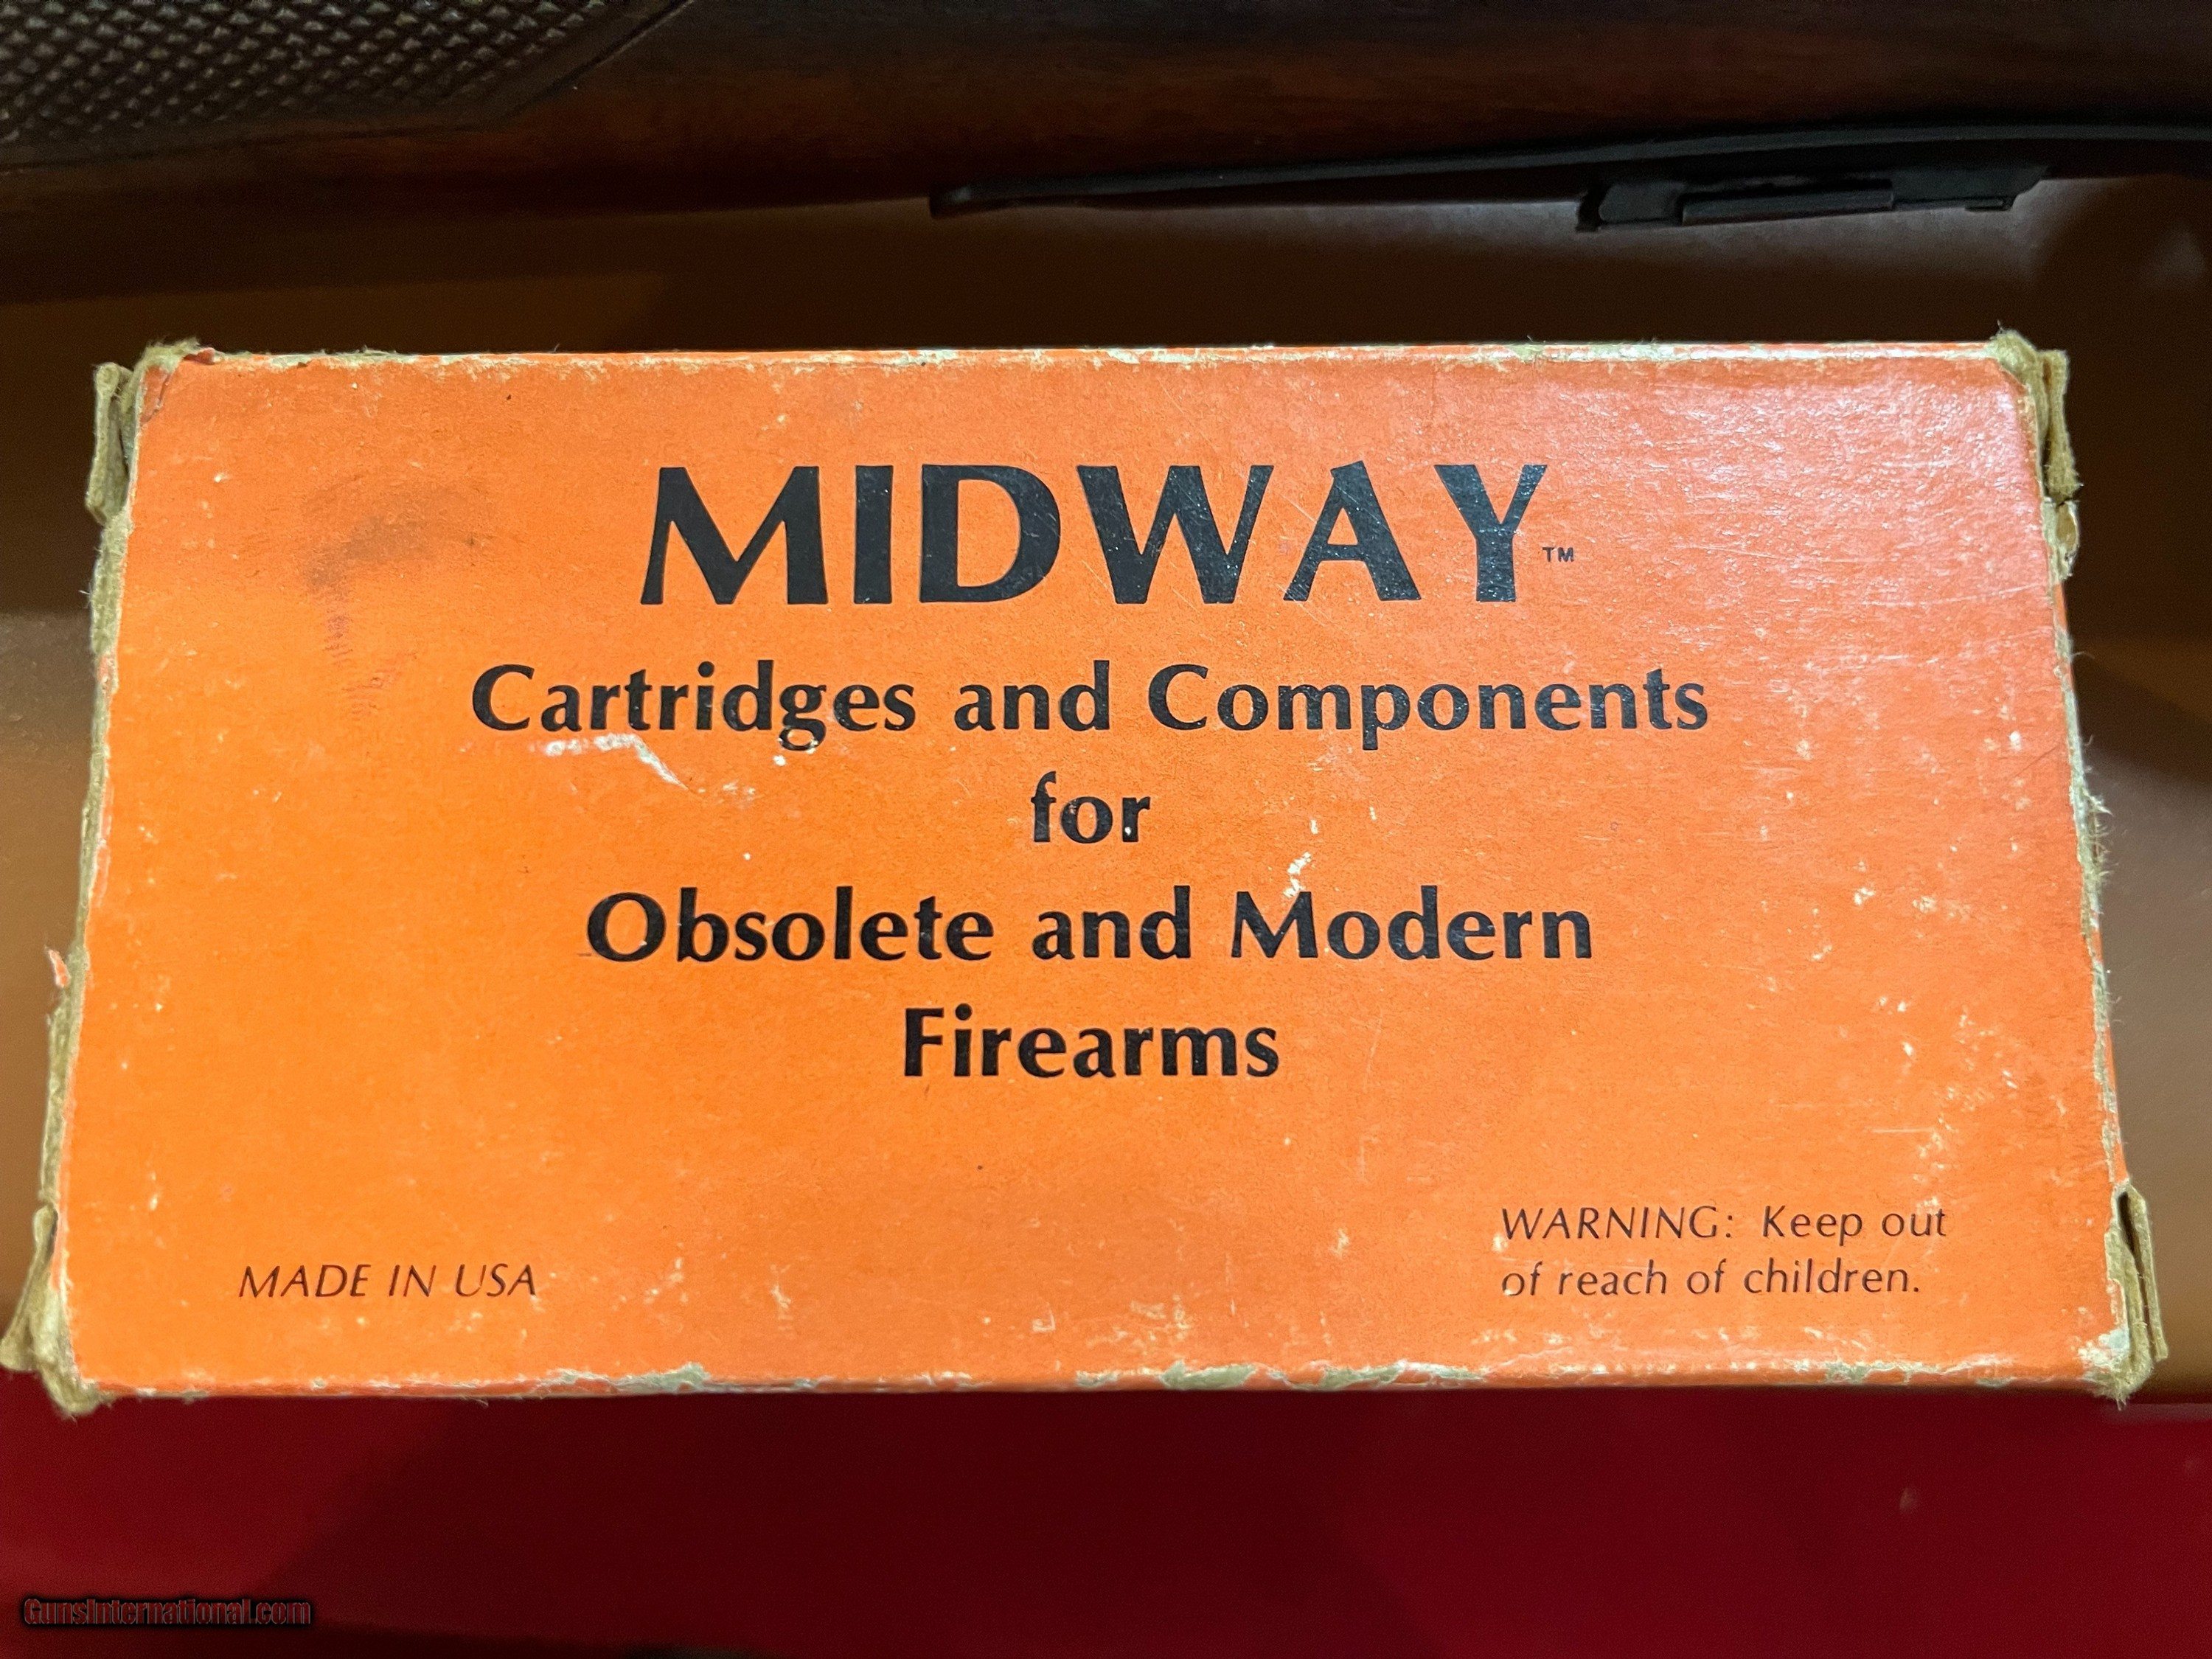 MIDWAY™
Cartridges and Components
for
Obsolete and Modern
Firearms
WARNING: Keep out
of reach of children.
MADE IN USA
GunsInternational.com